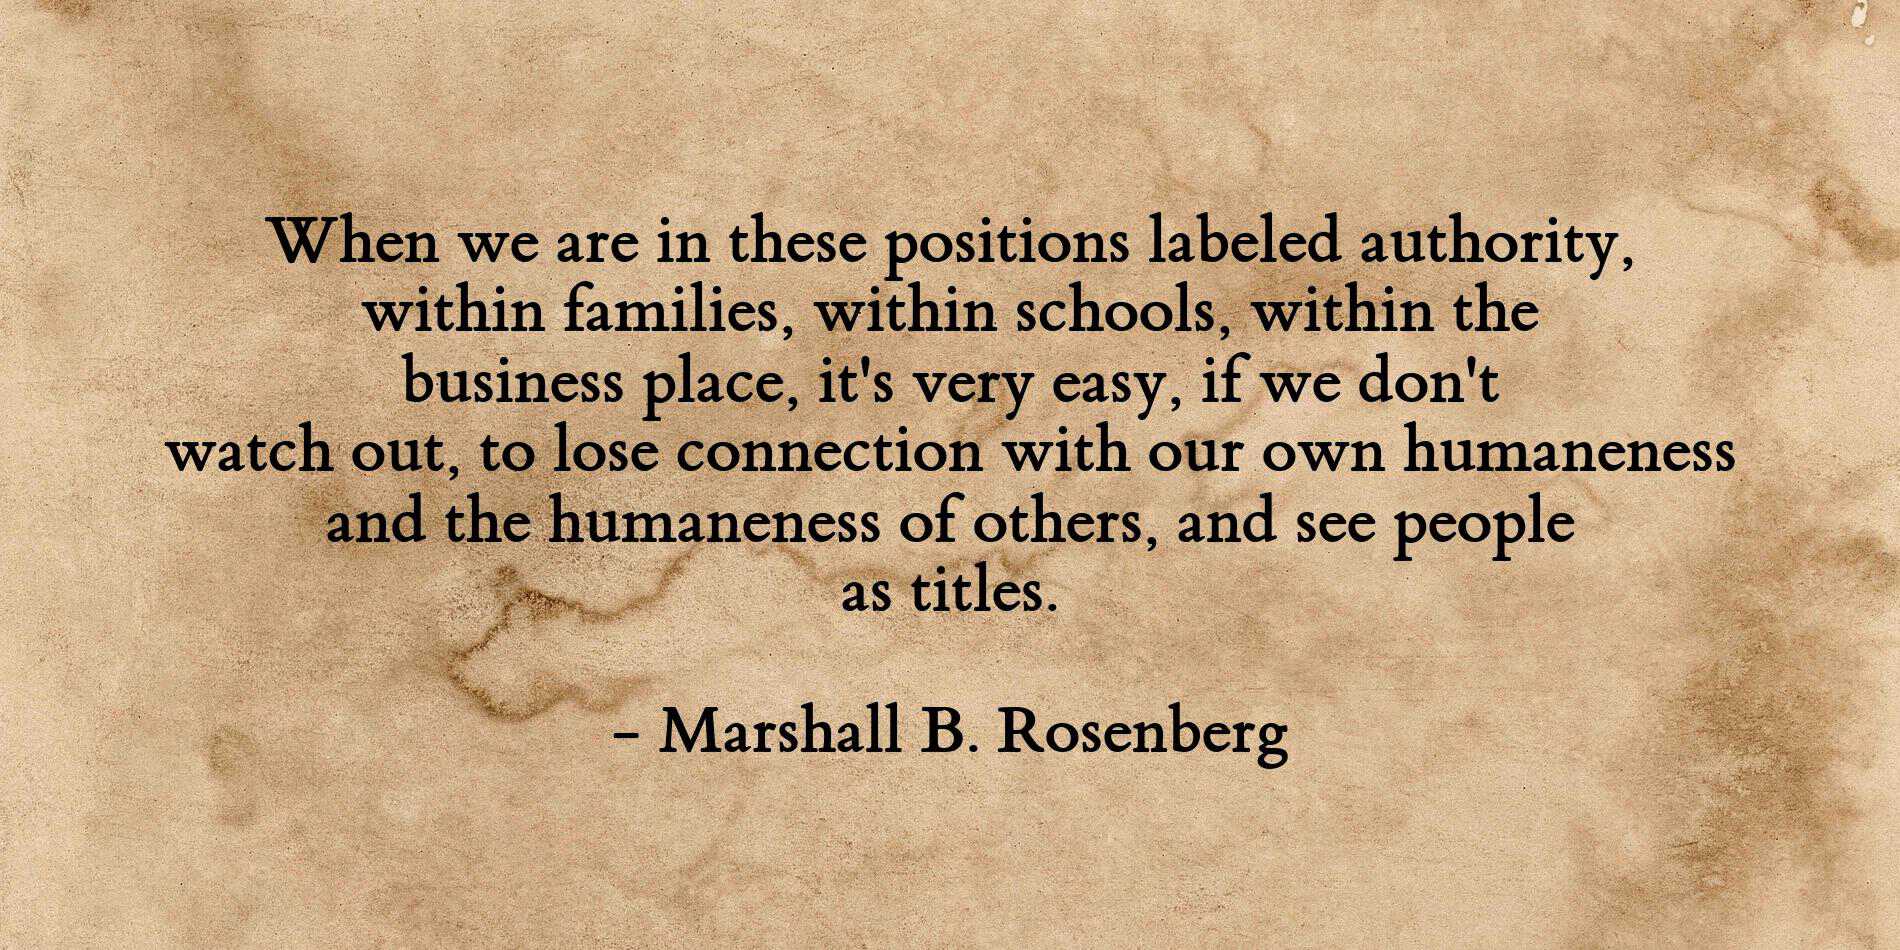 When we are in these positions labeled authority,
within families, within schools, within the
business place, it's very easy, if we don't
watch out, to lose connection with our own humaneness
and the humaneness of others, and see people
as titles.
– Marshall B. Rosenberg